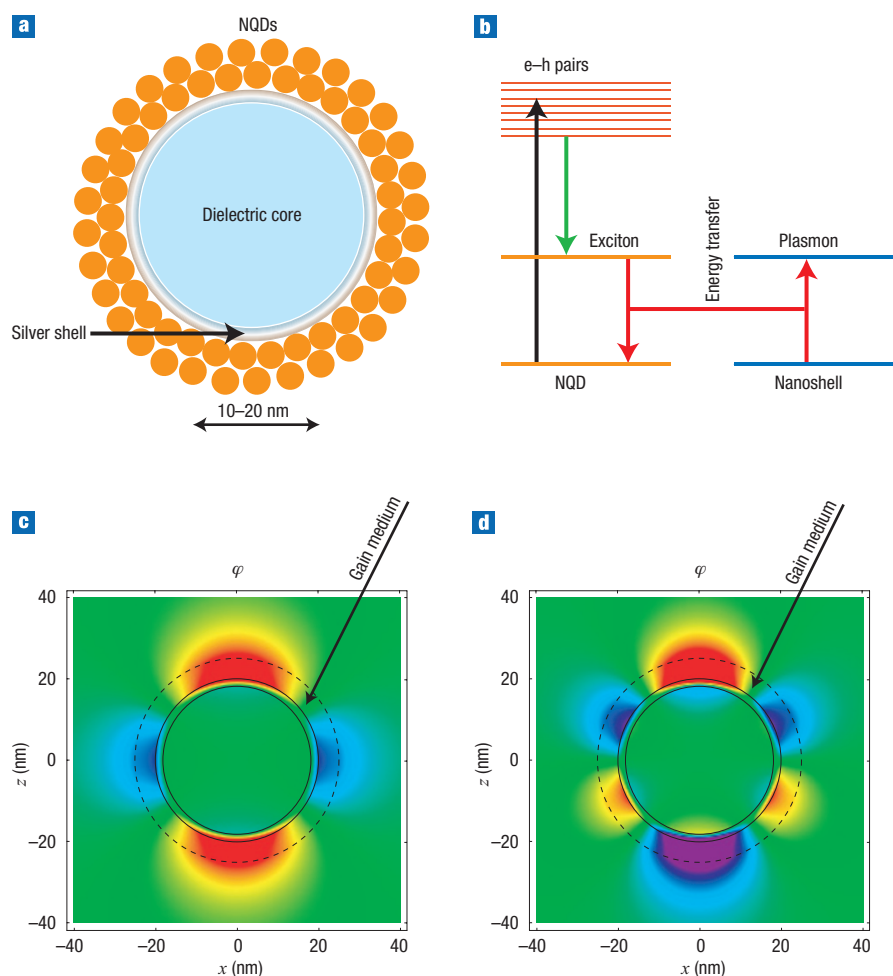 a
NQDs
Dielectric core
Silver shell
10–20 nm
b
e–h pairs
Exciton
Plasmon
Energy transfer
NQD
Nanoshell
c
Gain medium
φ
40
20
0
–20
–40
z (nm)
–40 –20 0 20 40
x (nm)
d
Gain medium
φ
40
20
0
–20
–40
z (nm)
–40 –20 0 20 40
x (nm)